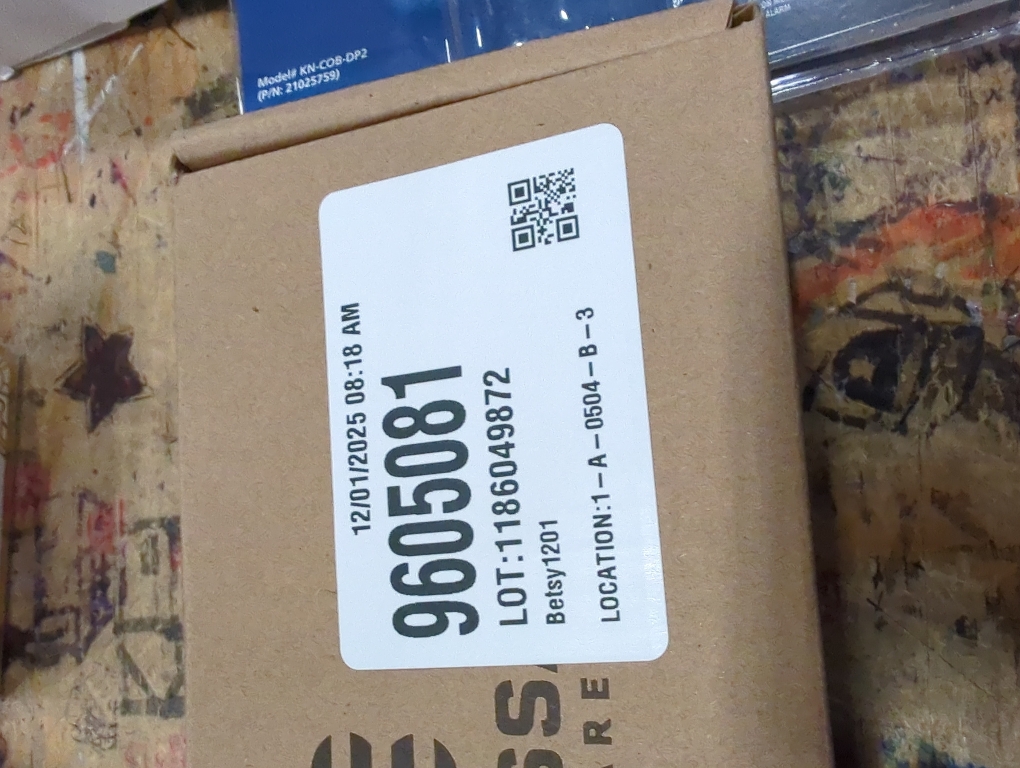 Model# KN-COB-DP2
(P/N: 21025759)
ALARM
12/01/2025 08:18 AM
9605081
LOT:1186049872
Betsy1201
LOCATION:1-A-0504-B-3